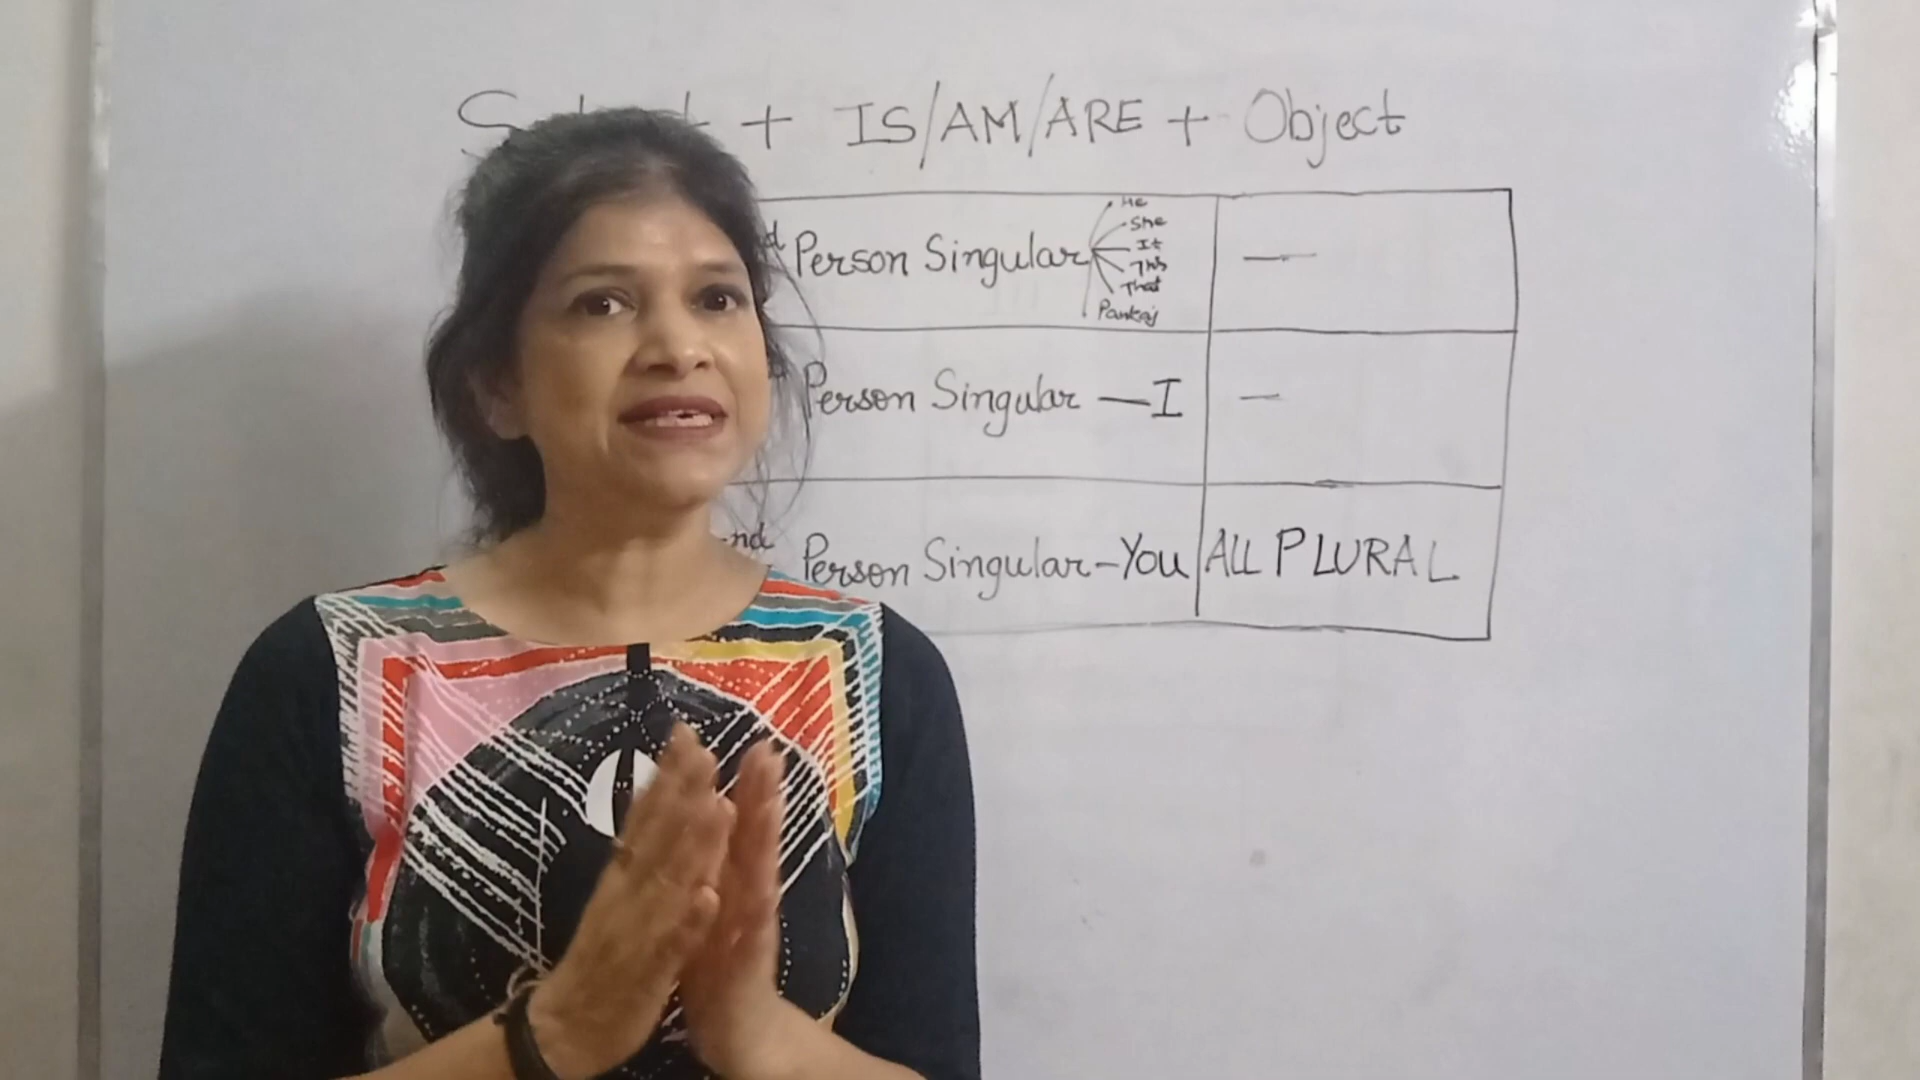 + IS/AM/ARE + Object
Person Singular
He
She
It
This
That
Pankaj
—
Person Singular — I
—
nd Person Singular - You
ALL PLURAL